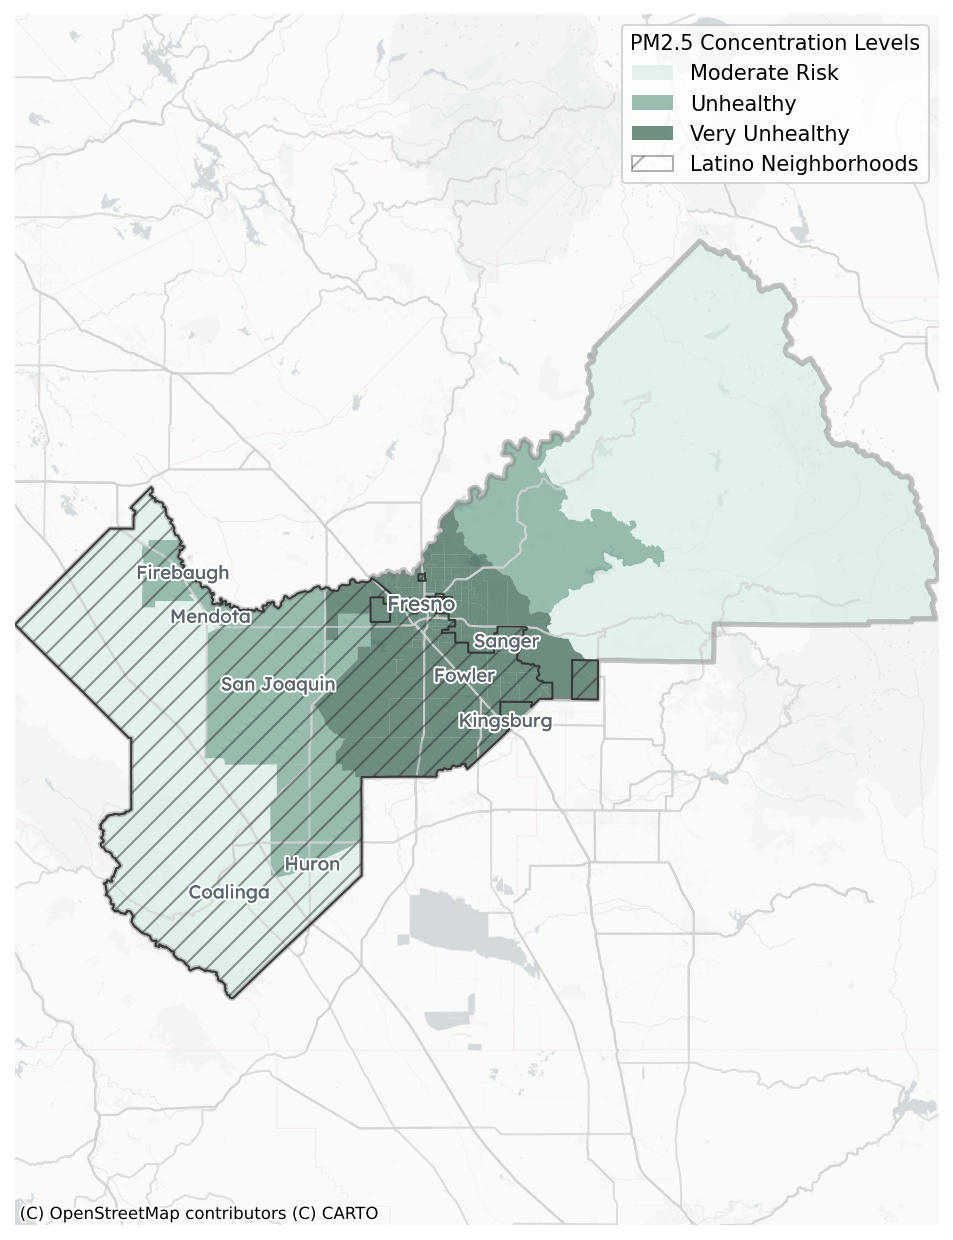 PM2.5 Concentration Levels
Moderate Risk
Unhealthy
Very Unhealthy
Latino Neighborhoods
Firebaugh
Mendota
Fresno
Sanger
Fowler
San Joaquin
Kingsburg
Huron
Coalinga
(C) OpenStreetMap contributors (C) CARTO